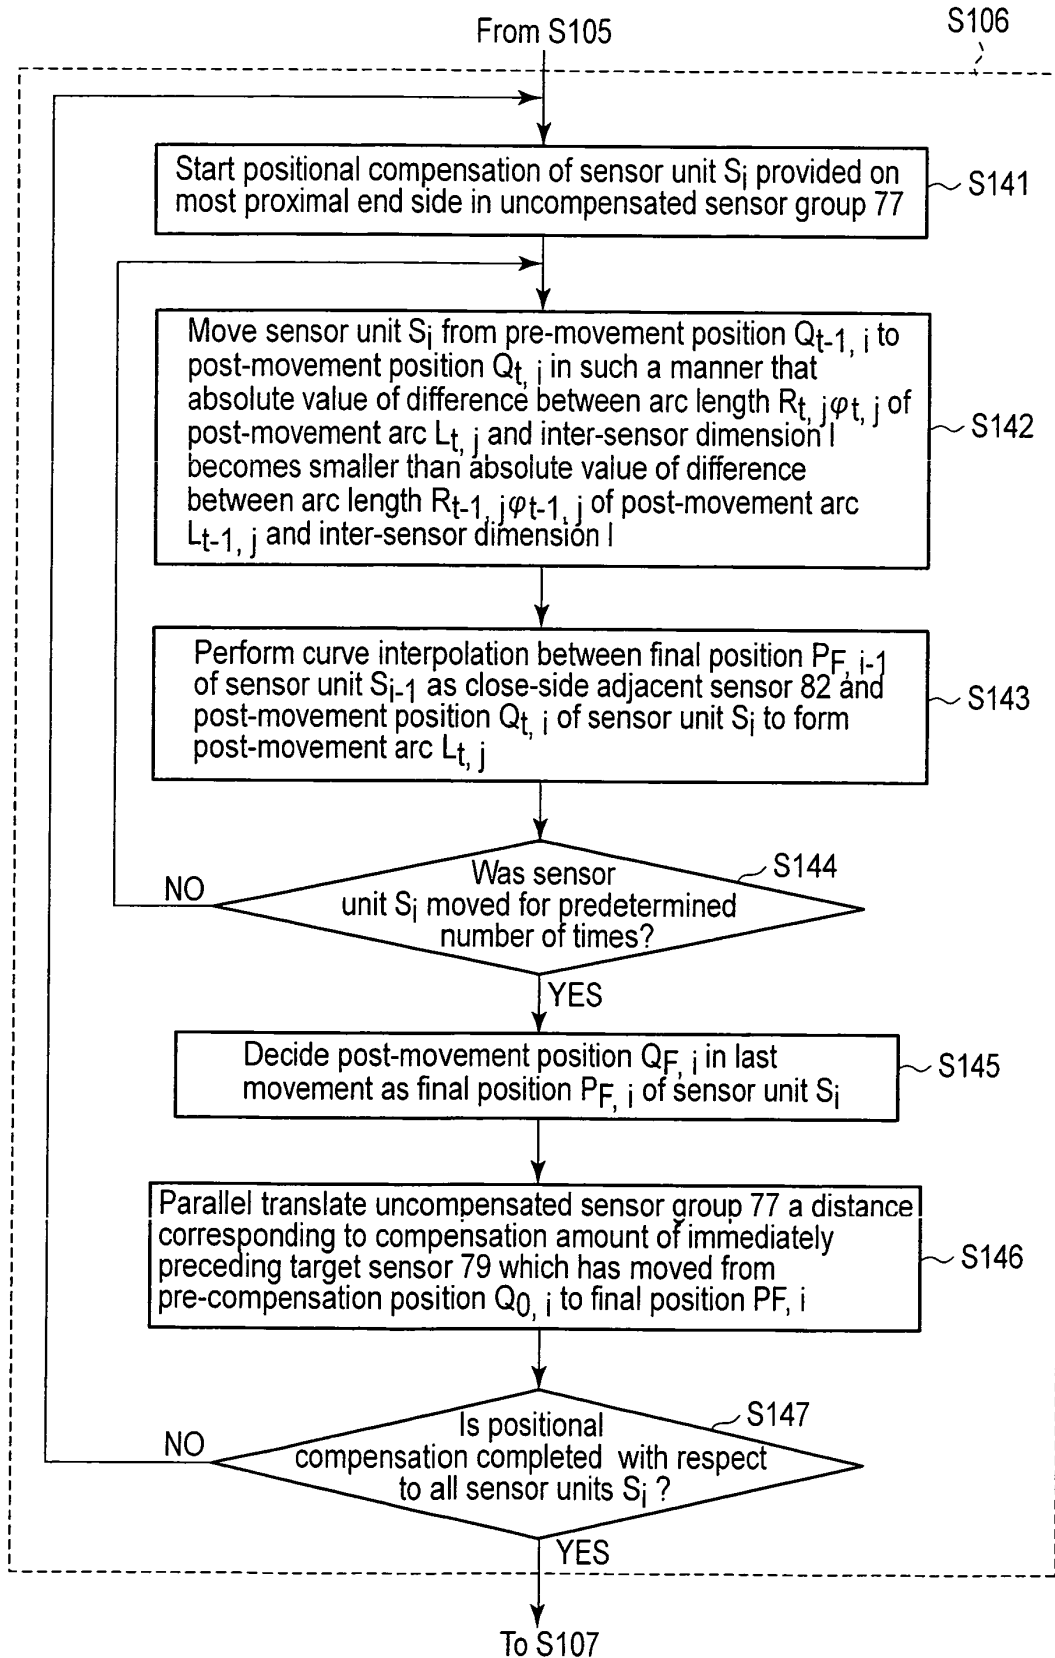 From S105
S106
Start positional compensation of sensor unit Si provided on
most proximal end side in uncompensated sensor group 77
S141
Move sensor unit Si from pre-movement position Qt-1, i to
post-movement position Qt, i in such a manner that
absolute value of difference between arc length Rt, jφt, j of
post-movement arc Lt, j and inter-sensor dimension l
becomes smaller than absolute value of difference
between arc length Rt-1, jφt-1, j of post-movement arc
Lt-1, j and inter-sensor dimension l
S142
Perform curve interpolation between final position PF, i-1
of sensor unit Si-1 as close-side adjacent sensor 82 and
post-movement position Qt, i of sensor unit Si to form
post-movement arc Lt, j
S143
Was sensor
unit Si moved for predetermined
number of times?
S144
NO
YES
Decide post-movement position QF, i in last
movement as final position PF, i of sensor unit Si
S145
Parallel translate uncompensated sensor group 77 a distance
corresponding to compensation amount of immediately
preceding target sensor 79 which has moved from
pre-compensation position Q0, i to final position PF, i
S146
Is positional
compensation completed with respect
to all sensor units Si ?
S147
NO
YES
To S107